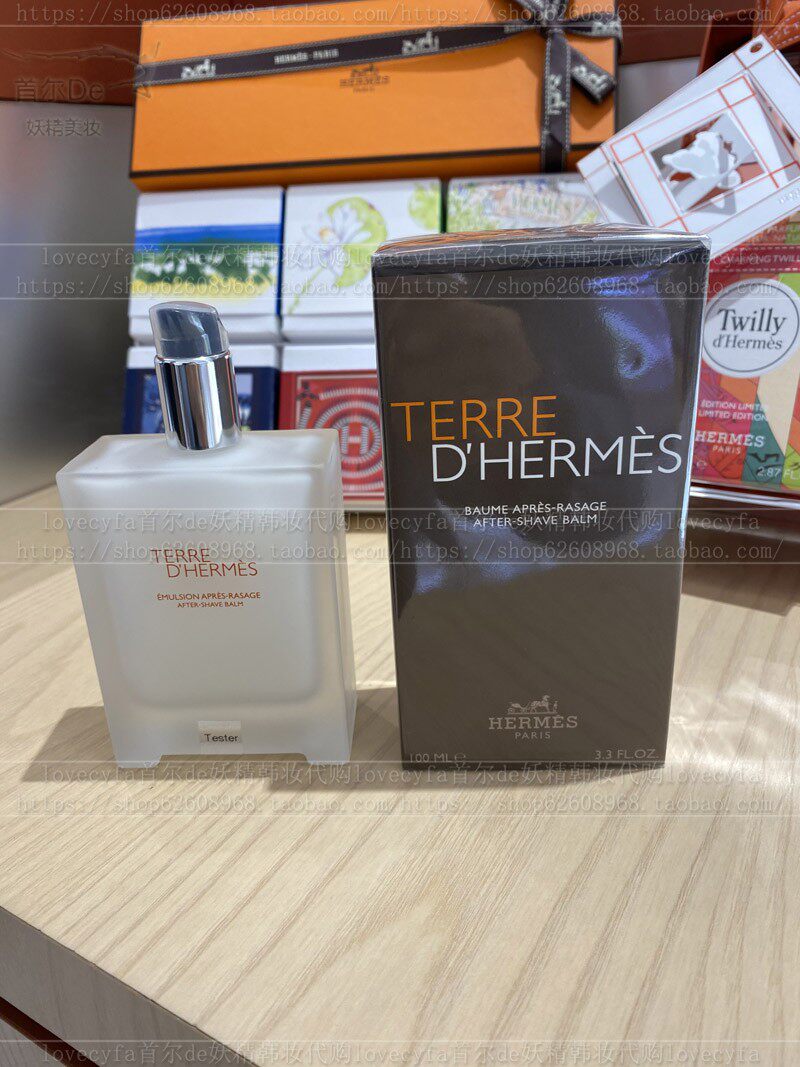 https://shop62608968.taobao.com/https://shop62608968.taobao.com/
HERMÈS-PARIS
HERMÈS
PARIS
首尔De
妖精美妆
lovecyfa首尔de妖精韩妆代购lovecyfa首尔de妖精韩妆代购lovecyfa
https://shop62608968.taobao.com/https://shop62608968.taobao.com/
Twilly
d'Hermès
LIMITED EDITION
HERMÈS
PARIS
2.87 FL
TERRE
D'HERMÈS
BAUME APRÈS-RASAGE
AFTER-SHAVE BALM
lovecyfa首尔de妖精韩妆代购lovecyfa首尔de妖精韩妆代购lovecyfa
https://shop62608968.taobao.com/https://shop62608968.taobao.com/
TERRE
D'HERMÈS
ÉMULSION APRÈS-RASAGE
AFTER-SHAVE BALM
Tester
HERMÈS
PARIS
100 ML e
3.3 FL.OZ.
lovecyfa首尔de妖精韩妆代购lovecyfa首尔de妖精韩妆代购lovecyfa
https://shop62608968.taobao.com/https://shop62608968.taobao.com/
lovecyfa首尔de妖精韩妆代购lovecyfa首尔de妖精韩妆代购lovecyfa